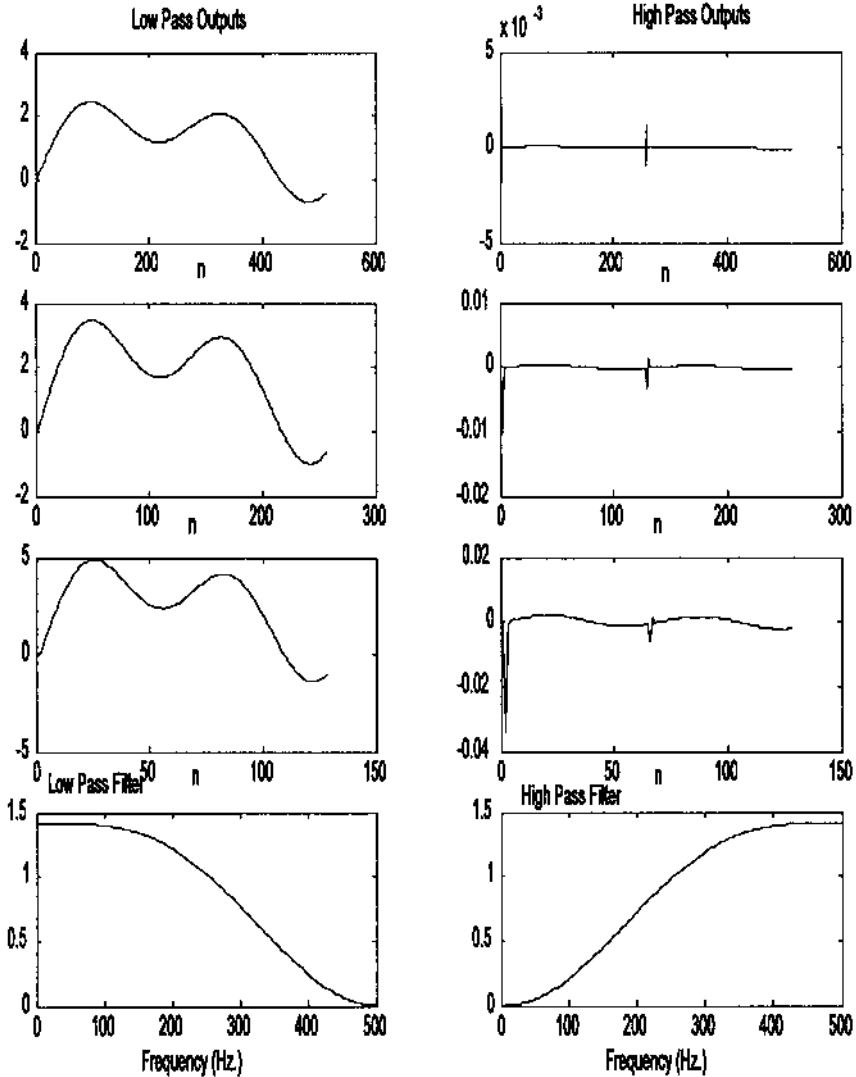 Low Pass Outputs
High Pass Outputs
4
2
0
-2
0 200 400 600
n
x 10 -3
5
0
-5
0 200 400 600
n
4
2
0
-2
0 100 200 300
n
0.01
0
-0.01
-0.02
0 100 200 300
n
5
0
-5
0 50 100 150
n
0.02
0
-0.02
-0.04
0 50 100 150
n
Low Pass Filter
1.5
1
0.5
0
0 100 200 300 400 500
Frequency (Hz.)
High Pass Filter
1.5
1
0.5
0
0 100 200 300 400 500
Frequency (Hz.)